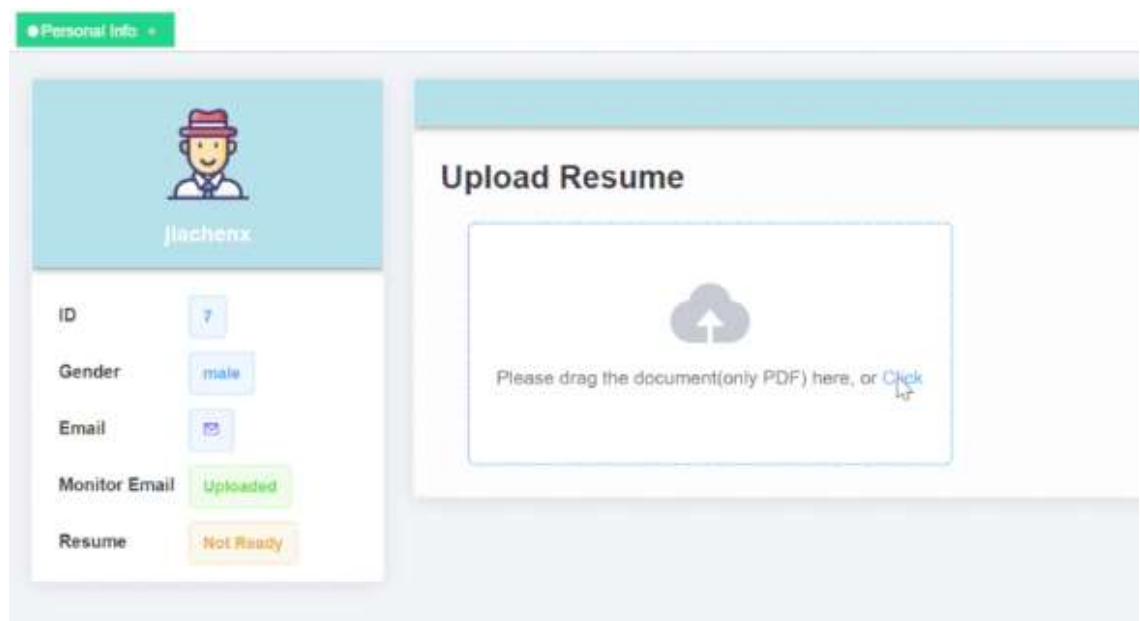 Personal Info
jiachenx
ID 7
Gender male
Email
Monitor Email Uploaded
Resume Not Ready
Upload Resume
Please drag the document(only PDF) here, or Click